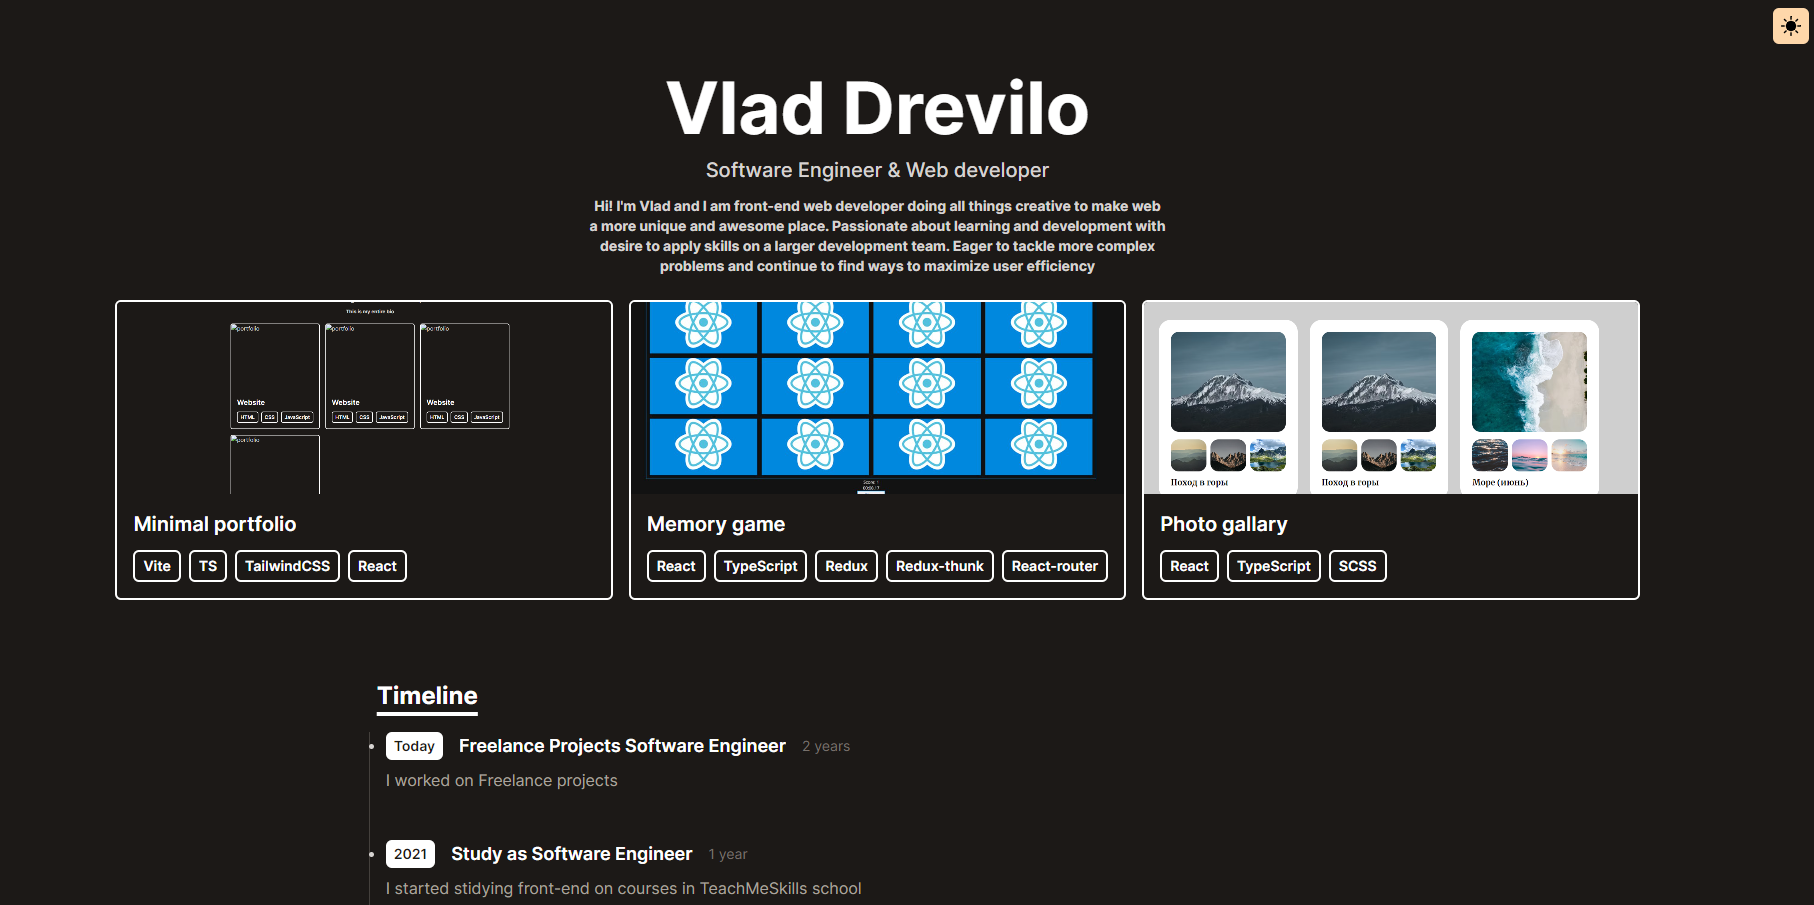 Vlad Drevilo
Software Engineer & Web developer
Hi! I'm Vlad and I am front-end web developer doing all things creative to make web
a more unique and awesome place. Passionate about learning and development with
desire to apply skills on a larger development team. Eager to tackle more complex
problems and continue to find ways to maximize user efficiency
This is my entire bio
portfolio portfolio portfolio
Website Website Website
HTML CSS JavaScript HTML CSS JavaScript HTML CSS JavaScript
portfolio
Minimal portfolio
Vite TS TailwindCSS React
Score: 1
Memory game
React TypeScript Redux Redux-thunk React-router
Поход в горы Поход в горы Море (июнь)
Photo gallary
React TypeScript SCSS
Timeline
Today Freelance Projects Software Engineer 2 years
I worked on Freelance projects
2021 Study as Software Engineer 1 year
I started stidying front-end on courses in TeachMeSkills school